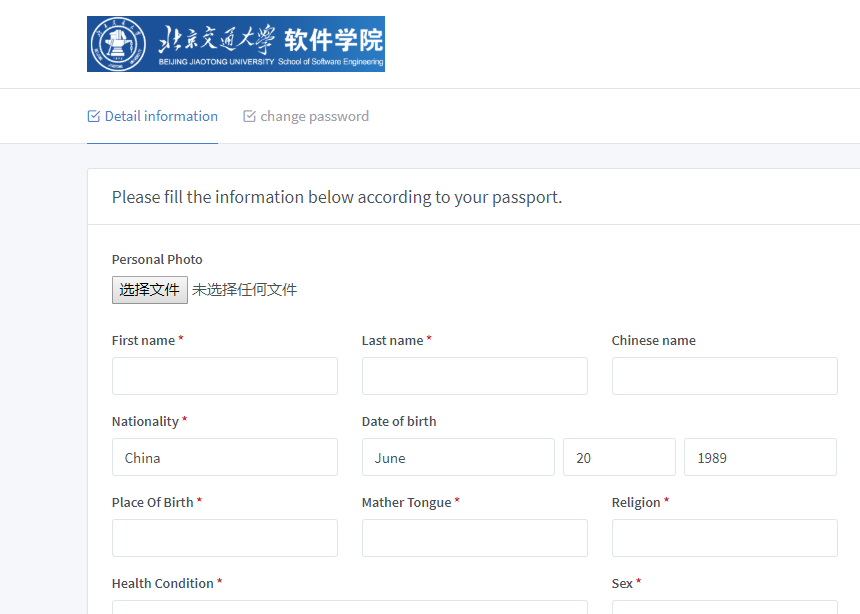 北京交通大学 软件学院
BEIJING JIAOTONG UNIVERSITY School of Software Engineering
Detail information change password
Please fill the information below according to your passport.
Personal Photo
选择文件 未选择任何文件
First name * Last name * Chinese name
Nationality * Date of birth
China June 20 1989
Place Of Birth * Mather Tongue * Religion *
Health Condition * Sex *